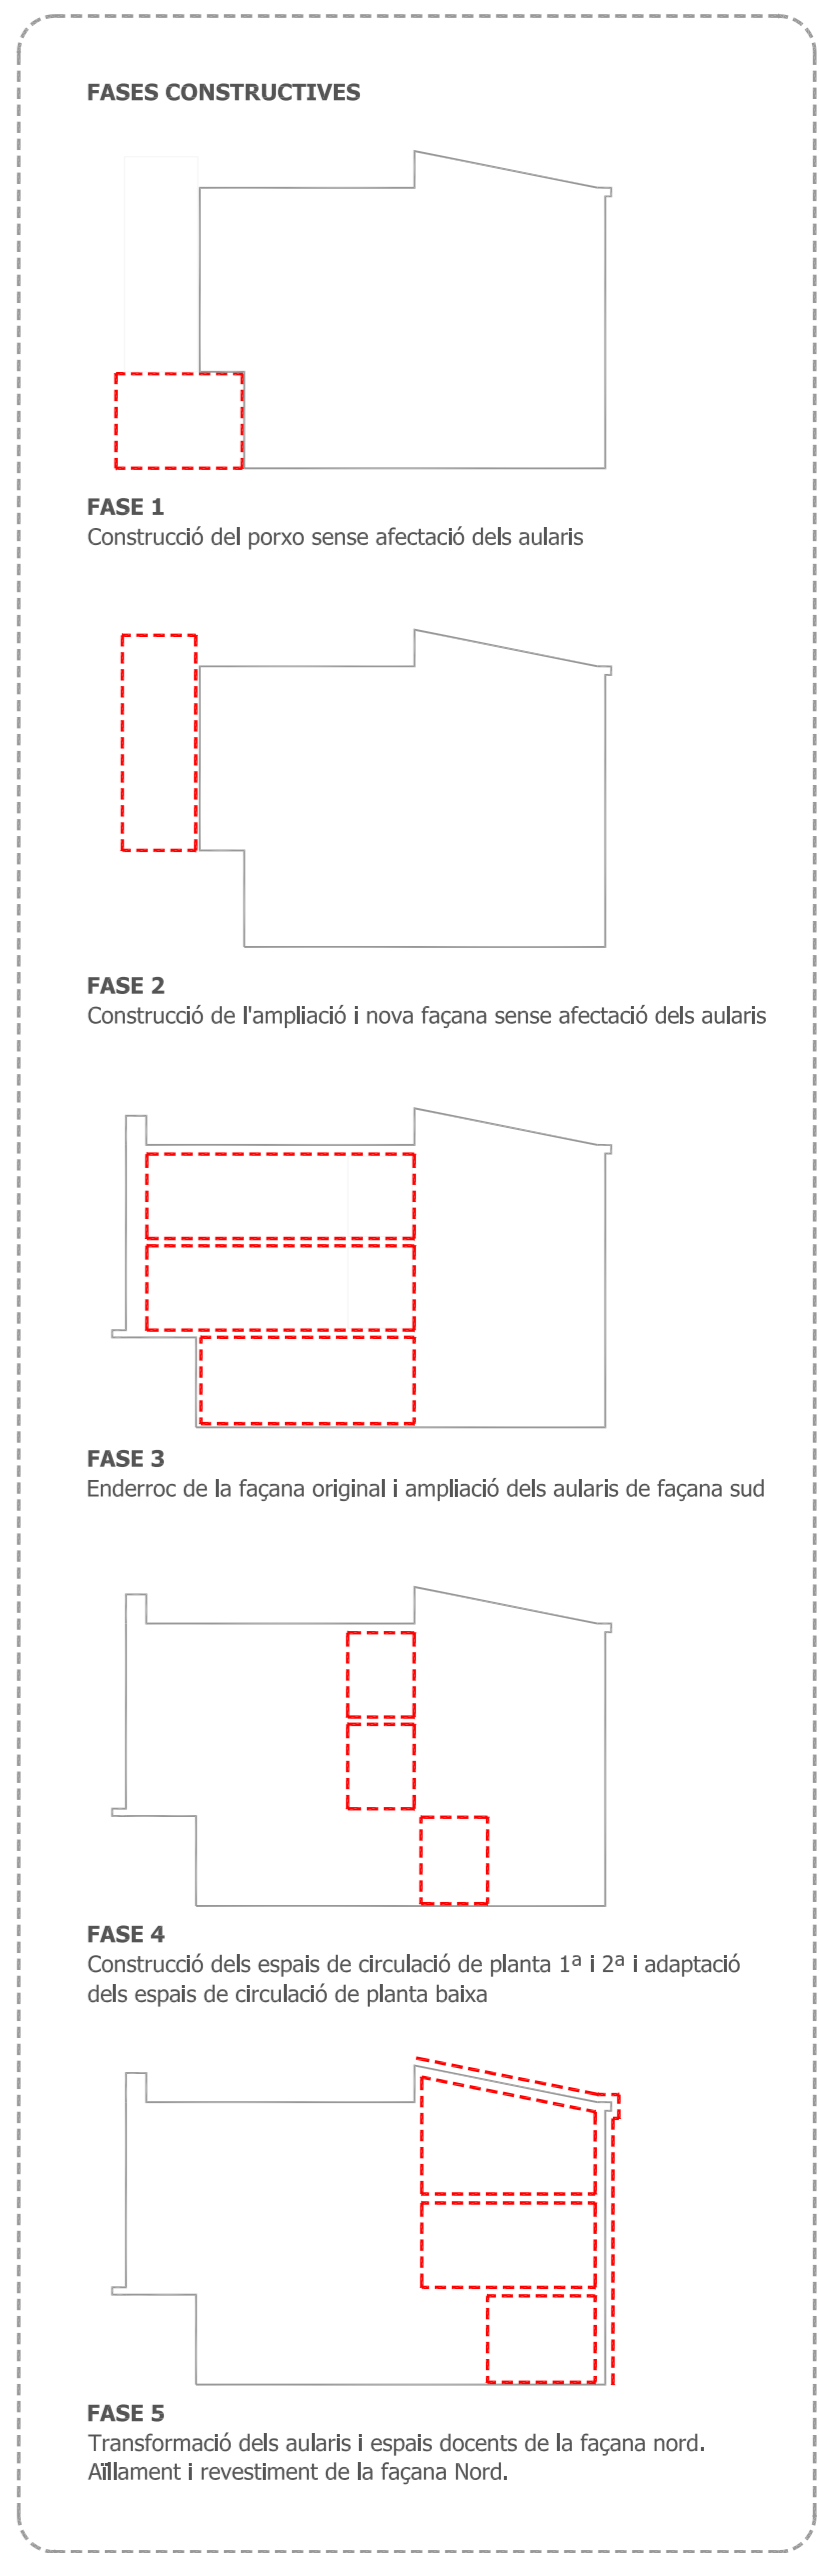 FASES CONSTRUCTIVES
FASE 1
Construcció del porxo sense afectació dels aularis
FASE 2
Construcció de l'ampliació i nova façana sense afectació dels aularis
FASE 3
Enderroc de la façana original i ampliació dels aularis de façana sud
FASE 4
Construcció dels espais de circulació de planta 1ª i 2ª i adaptació
dels espais de circulació de planta baixa
FASE 5
Transformació dels aularis i espais docents de la façana nord.
Aïllament i revestiment de la façana Nord.